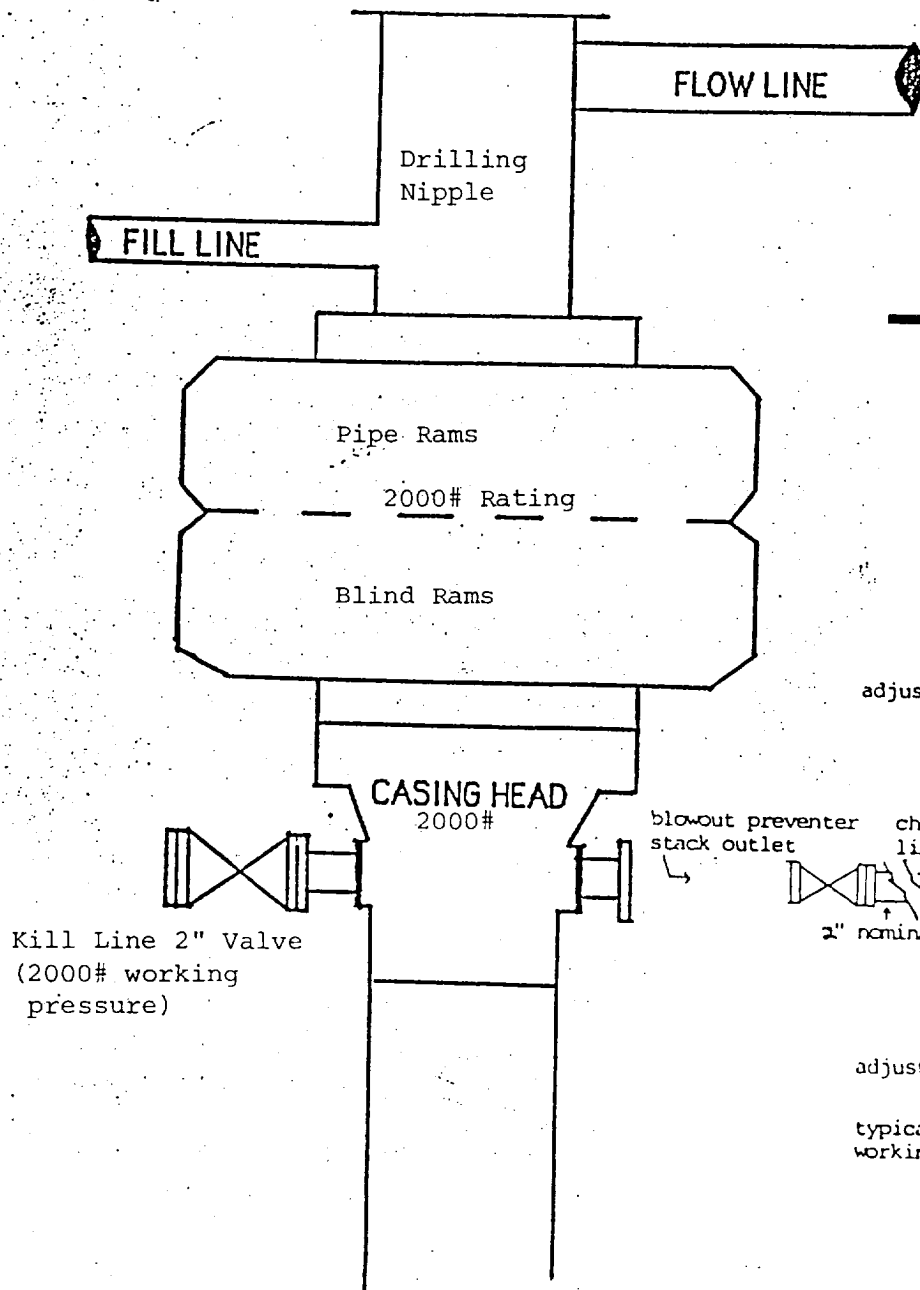 FLOW LINE
Drilling
Nipple
FILL LINE
Pipe Rams
2000# Rating
Blind Rams
CASING HEAD
2000#
Kill Line 2" Valve
(2000# working
pressure)
blowout preventer
stack outlet
2"